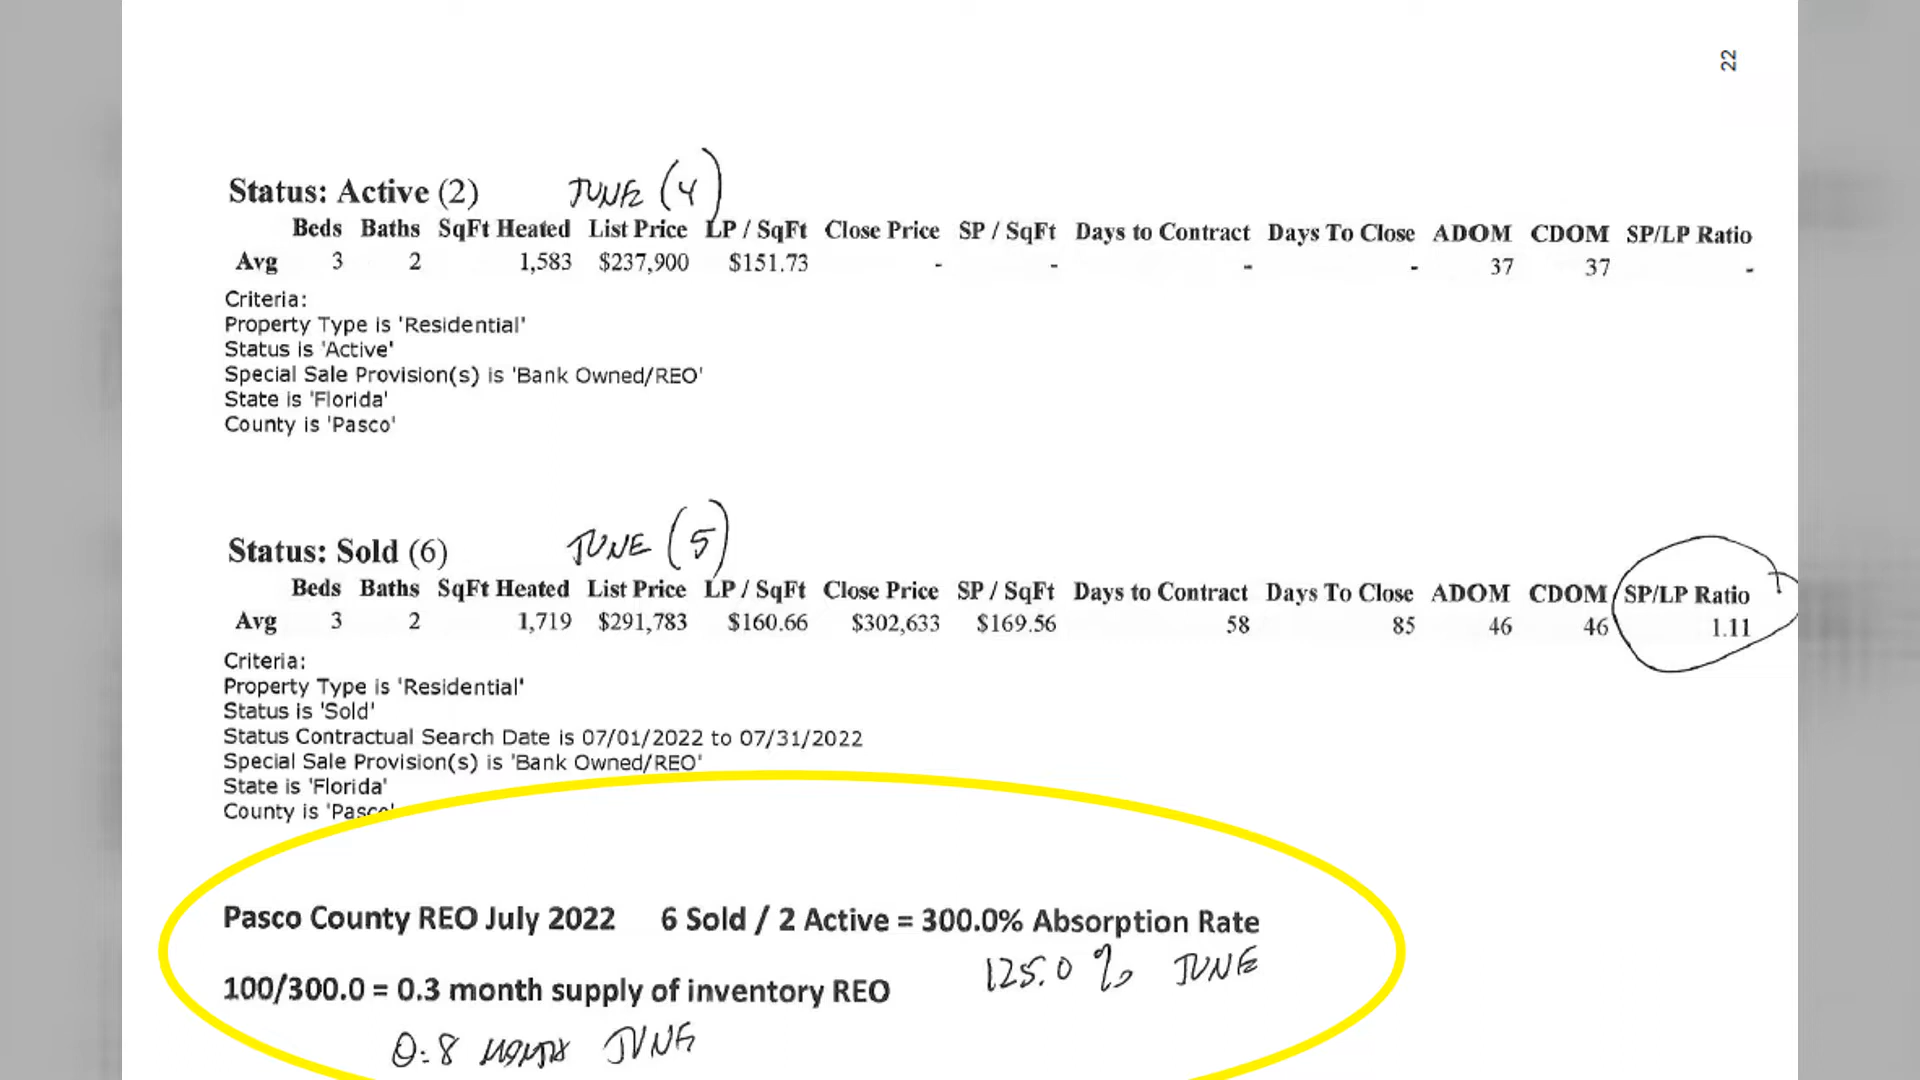 22
Status: Active (2) JUNE (4)
Beds Baths SqFt Heated List Price LP / SqFt Close Price SP / SqFt Days to Contract Days To Close ADOM CDOM SP/LP Ratio
Avg 3 2 1,583 $237,900 $151.73 - - - - 37 37 -
Criteria:
Property Type is 'Residential'
Status is 'Active'
Special Sale Provision(s) is 'Bank Owned/REO'
State is 'Florida'
County is 'Pasco'
Status: Sold (6) JUNE (5)
Beds Baths SqFt Heated List Price LP / SqFt Close Price SP / SqFt Days to Contract Days To Close ADOM CDOM SP/LP Ratio
Avg 3 2 1,719 $291,783 $160.66 $302,633 $169.56 58 85 46 46 1.11
Criteria:
Property Type is 'Residential'
Status is 'Sold'
Status Contractual Search Date is 07/01/2022 to 07/31/2022
Special Sale Provision(s) is 'Bank Owned/REO'
State is 'Florida'
County is 'Pasco'
Pasco County REO July 2022 6 Sold / 2 Active = 300.0% Absorption Rate
125.0 % JUNE
100/300.0 = 0.3 month supply of inventory REO
0.8 MONTH JUNE